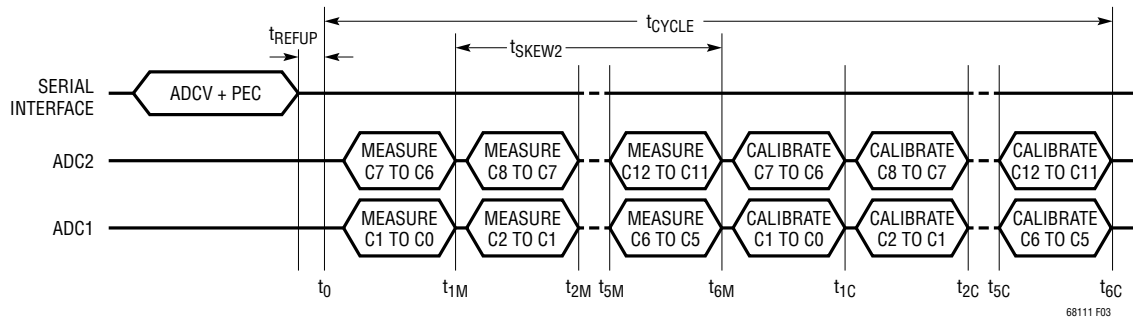 tCYCLE
tREFUP
tSKEW2
SERIAL
INTERFACE
ADCV + PEC
ADC2
MEASURE
C7 TO C6
MEASURE
C8 TO C7
MEASURE
C12 TO C11
CALIBRATE
C7 TO C6
CALIBRATE
C8 TO C7
CALIBRATE
C12 TO C11
ADC1
MEASURE
C1 TO C0
MEASURE
C2 TO C1
MEASURE
C6 TO C5
CALIBRATE
C1 TO C0
CALIBRATE
C2 TO C1
CALIBRATE
C6 TO C5
t0 t1M t2M t5M t6M t1C t2C t5C t6C
68111 F03